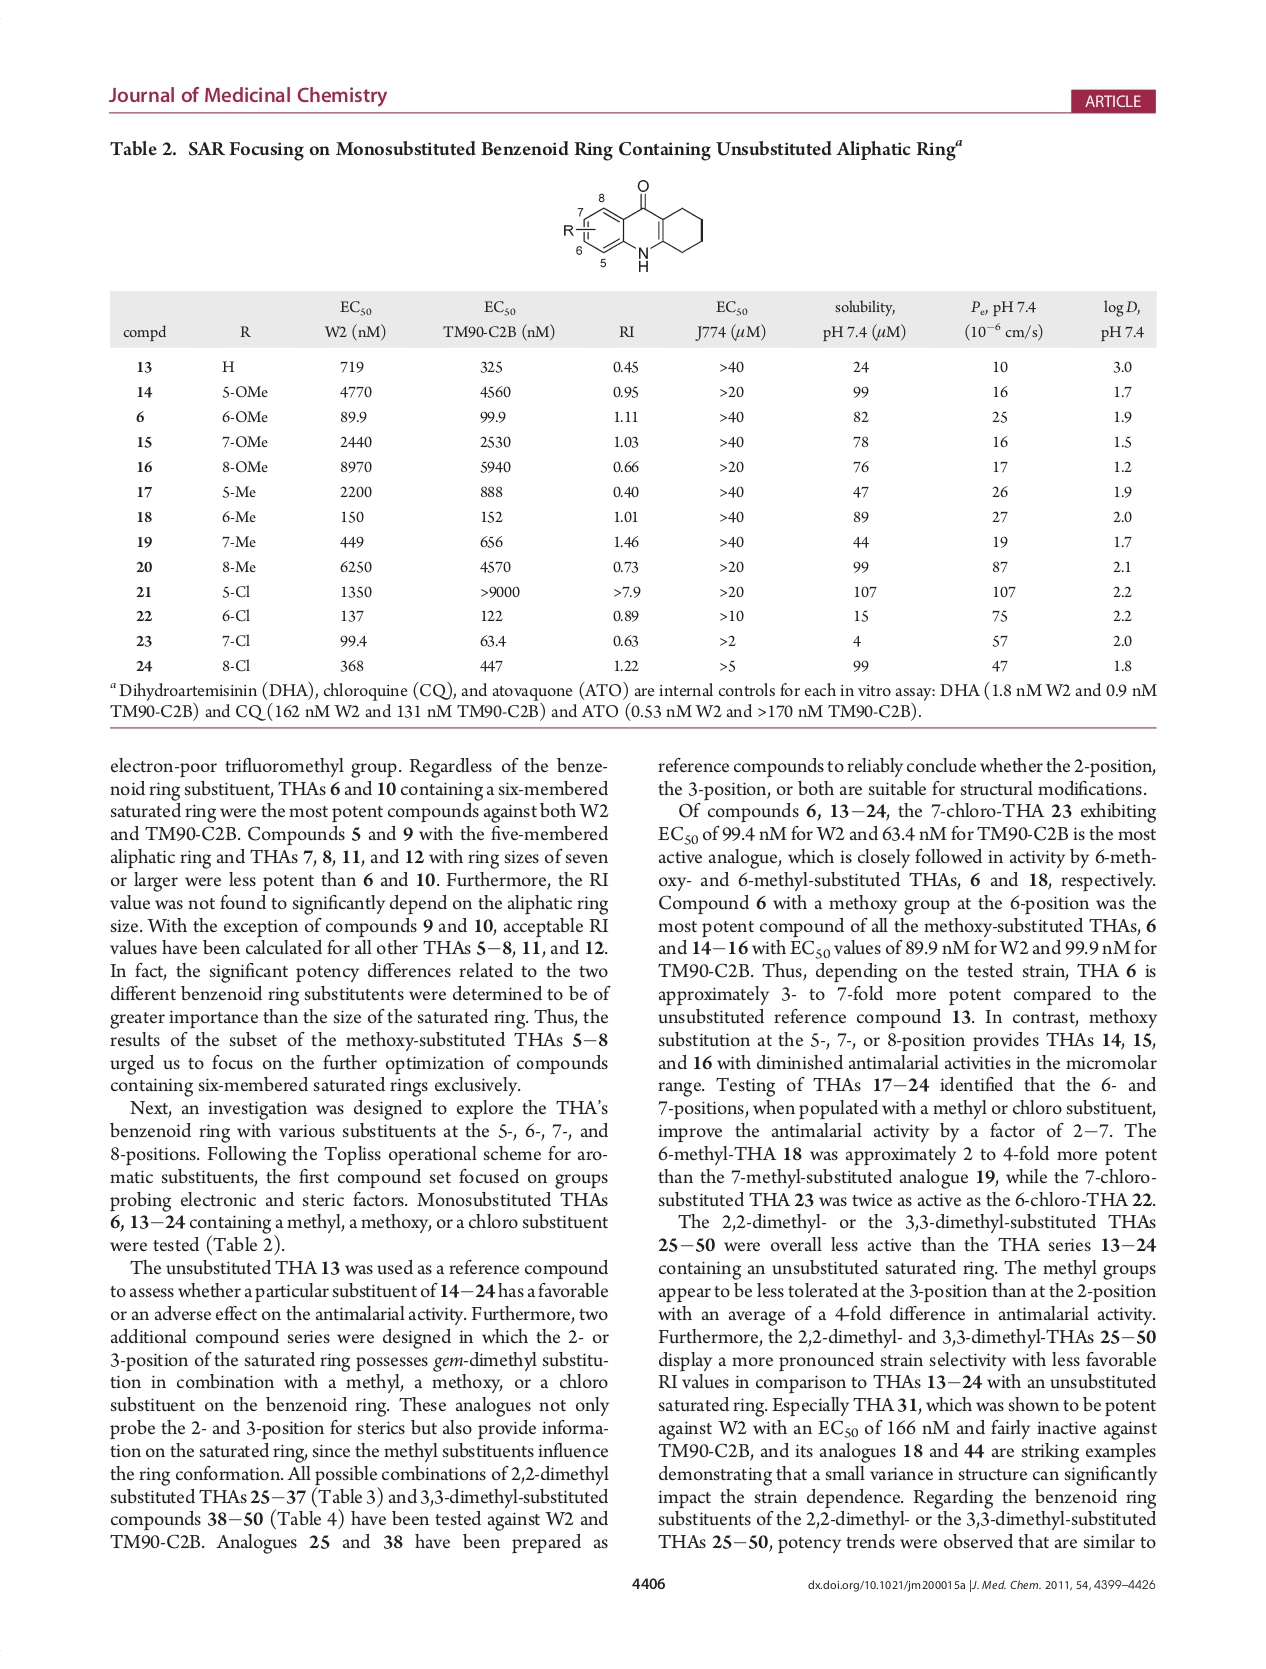 Journal of Medicinal Chemistry
ARTICLE
Table 2. SAR Focusing on Monosubstituted Benzenoid Ring Containing Unsubstituted Aliphatic Ring^a
O
8
7
R
6
5
N
H
EC50 EC50 EC50 solubility, Pe, pH 7.4 log D,
compd R W2 (nM) TM90-C2B (nM) RI J774 (μM) pH 7.4 (μM) (10−6 cm/s) pH 7.4
13 H 719 325 0.45 >40 24 10 3.0
14 5-OMe 4770 4560 0.95 >20 99 16 1.7
6 6-OMe 89.9 99.9 1.11 >40 82 25 1.9
15 7-OMe 2440 2530 1.03 >40 78 16 1.5
16 8-OMe 8970 5940 0.66 >20 76 17 1.2
17 5-Me 2200 888 0.40 >40 47 26 1.9
18 6-Me 150 152 1.01 >40 89 27 2.0
19 7-Me 449 656 1.46 >40 44 19 1.7
20 8-Me 6250 4570 0.73 >20 99 87 2.1
21 5-Cl 1350 >9000 >7.9 >20 107 107 2.2
22 6-Cl 137 122 0.89 >10 15 75 2.2
23 7-Cl 99.4 63.4 0.63 >2 4 57 2.0
24 8-Cl 368 447 1.22 >5 99 47 1.8
a Dihydroartemisinin (DHA), chloroquine (CQ), and atovaquone (ATO) are internal controls for each in vitro assay: DHA (1.8 nM W2 and 0.9 nM
TM90-C2B) and CQ (162 nM W2 and 131 nM TM90-C2B) and ATO (0.53 nM W2 and >170 nM TM90-C2B).
electron-poor trifluoromethyl group. Regardless of the benze-
noid ring substituent, THAs 6 and 10 containing a six-membered
saturated ring were the most potent compounds against both W2
and TM90-C2B. Compounds 5 and 9 with the five-membered
aliphatic ring and THAs 7, 8, 11, and 12 with ring sizes of seven
or larger were less potent than 6 and 10. Furthermore, the RI
value was not found to significantly depend on the aliphatic ring
size. With the exception of compounds 9 and 10, acceptable RI
values have been calculated for all other THAs 5−8, 11, and 12.
In fact, the significant potency differences related to the two
different benzenoid ring substitutents were determined to be of
greater importance than the size of the saturated ring. Thus, the
results of the subset of the methoxy-substituted THAs 5−8
urged us to focus on the further optimization of compounds
containing six-membered saturated rings exclusively.
Next, an investigation was designed to explore the THA's
benzenoid ring with various substituents at the 5-, 6-, 7-, and
8-positions. Following the Topliss operational scheme for aro-
matic substituents, the first compound set focused on groups
probing electronic and steric factors. Monosubstituted THAs
6, 13−24 containing a methyl, a methoxy, or a chloro substituent
were tested (Table 2).
The unsubstituted THA 13 was used as a reference compound
to assess whether a particular substituent of 14−24 has a favorable
or an adverse effect on the antimalarial activity. Furthermore, two
additional compound series were designed in which the 2- or
3-position of the saturated ring possesses gem-dimethyl substitu-
tion in combination with a methyl, a methoxy, or a chloro
substituent on the benzenoid ring. These analogues not only
probe the 2- and 3-position for sterics but also provide informa-
tion on the saturated ring, since the methyl substituents influence
the ring conformation. All possible combinations of 2,2-dimethyl
substituted THAs 25−37 (Table 3) and 3,3-dimethyl-substituted
compounds 38−50 (Table 4) have been tested against W2 and
TM90-C2B. Analogues 25 and 38 have been prepared as
reference compounds to reliably conclude whether the 2-position,
the 3-position, or both are suitable for structural modifications.
Of compounds 6, 13−24, the 7-chloro-THA 23 exhibiting
EC50 of 99.4 nM for W2 and 63.4 nM for TM90-C2B is the most
active analogue, which is closely followed in activity by 6-meth-
oxy- and 6-methyl-substituted THAs, 6 and 18, respectively.
Compound 6 with a methoxy group at the 6-position was the
most potent compound of all the methoxy-substituted THAs, 6
and 14−16 with EC50 values of 89.9 nM for W2 and 99.9 nM for
TM90-C2B. Thus, depending on the tested strain, THA 6 is
approximately 3- to 7-fold more potent compared to the
unsubstituted reference compound 13. In contrast, methoxy
substitution at the 5-, 7-, or 8-position provides THAs 14, 15,
and 16 with diminished antimalarial activities in the micromolar
range. Testing of THAs 17−24 identified that the 6- and
7-positions, when populated with a methyl or chloro substituent,
improve the antimalarial activity by a factor of 2−7. The
6-methyl-THA 18 was approximately 2 to 4-fold more potent
than the 7-methyl-substituted analogue 19, while the 7-chloro-
substituted THA 23 was twice as active as the 6-chloro-THA 22.
The 2,2-dimethyl- or the 3,3-dimethyl-substituted THAs
25−50 were overall less active than the THA series 13−24
containing an unsubstituted saturated ring. The methyl groups
appear to be less tolerated at the 3-position than at the 2-position
with an average of a 4-fold difference in antimalarial activity.
Furthermore, the 2,2-dimethyl- and 3,3-dimethyl-THAs 25−50
display a more pronounced strain selectivity with less favorable
RI values in comparison to THAs 13−24 with an unsubstituted
saturated ring. Especially THA 31, which was shown to be potent
against W2 with an EC50 of 166 nM and fairly inactive against
TM90-C2B, and its analogues 18 and 44 are striking examples
demonstrating that a small variance in structure can significantly
impact the strain dependence. Regarding the benzenoid ring
substituents of the 2,2-dimethyl- or the 3,3-dimethyl-substituted
THAs 25−50, potency trends were observed that are similar to
4406
dx.doi.org/10.1021/jm200015a |J. Med. Chem. 2011, 54, 4399–4426